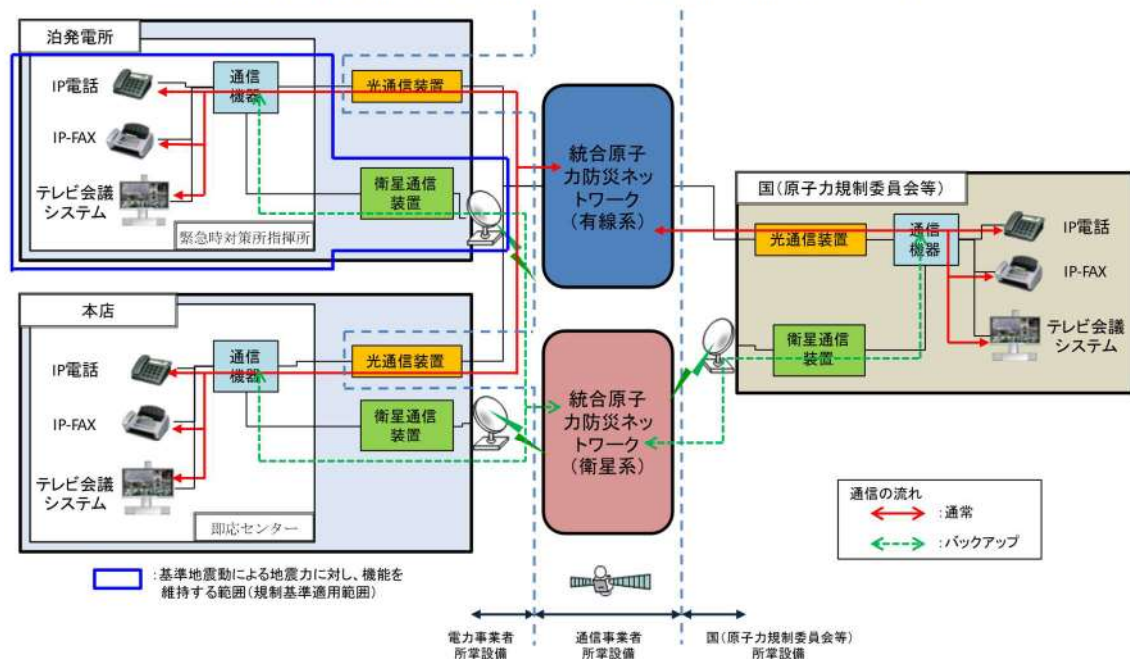 泊発電所
IP電話
IP-FAX
テレビ会議
システム
通信
機器
光通信装置
衛星通信
装置
緊急時対策所指揮所
本店
IP電話
IP-FAX
テレビ会議
システム
通信
機器
光通信装置
衛星通信
装置
即応センター
統合原子
力防災ネッ
トワーク
(有線系)
統合原子
力防災ネッ
トワーク
(衛星系)
国(原子力規制委員会等)
光通信装置
通信
機器
衛星通信
装置
IP電話
IP-FAX
テレビ会議
システム
通信の流れ
:通常
:バックアップ
:基準地震動による地震力に対し、機能を
維持する範囲(規制基準適用範囲)
電力事業者
所掌設備
通信事業者
所掌設備
国(原子力規制委員会等)
所掌設備